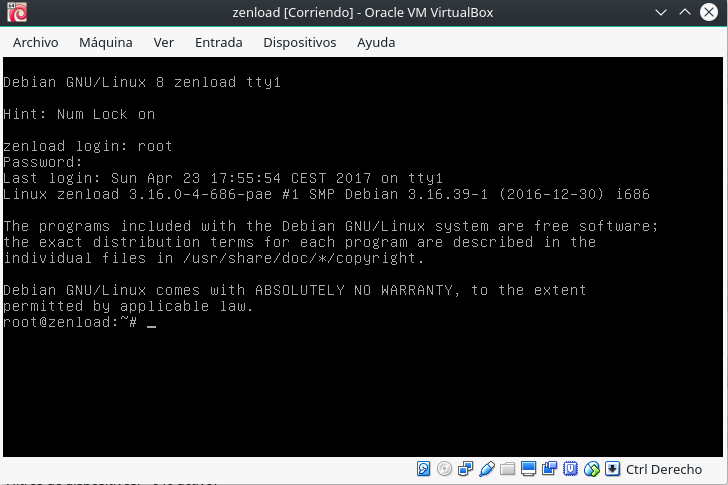 zenload [Corriendo] - Oracle VM VirtualBox
Archivo Máquina Ver Entrada Dispositivos Ayuda
Debian GNU/Linux 8 zenload tty1
Hint: Num Lock on
zenload login: root
Password:
Last login: Sun Apr 23 17:55:54 CEST 2017 on tty1
Linux zenload 3.16.0-4-686-pae #1 SMP Debian 3.16.39-1 (2016-12-30) i686
The programs included with the Debian GNU/Linux system are free software;
the exact distribution terms for each program are described in the
individual files in /usr/share/doc/*/copyright.
Debian GNU/Linux comes with ABSOLUTELY NO WARRANTY, to the extent
permitted by applicable law.
root@zenload:~# _
Ctrl Derecho